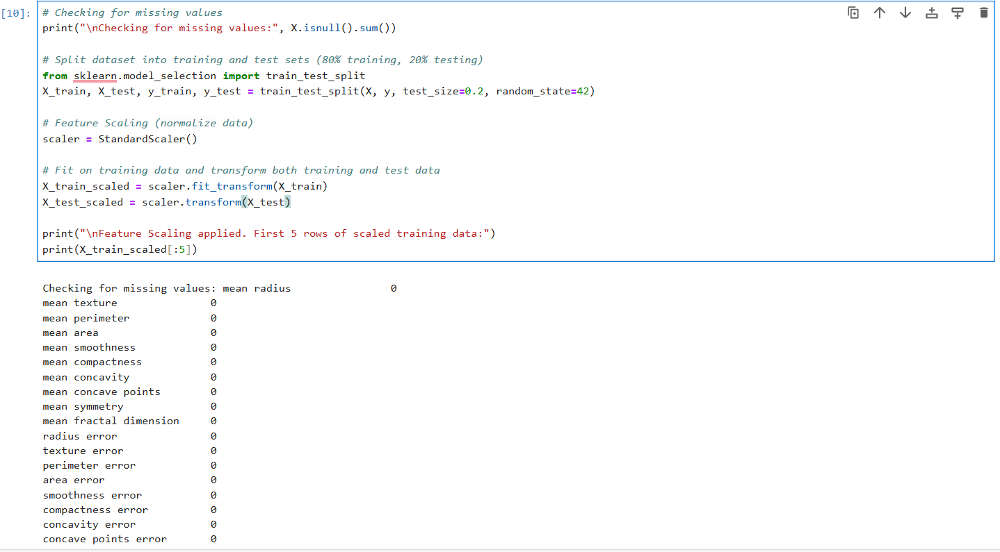 [10]:
# Checking for missing values
print("\nChecking for missing values:", X.isnull().sum())
# Split dataset into training and test sets (80% training, 20% testing)
from sklearn.model_selection import train_test_split
X_train, X_test, y_train, y_test = train_test_split(X, y, test_size=0.2, random_state=42)
# Feature Scaling (normalize data)
scaler = StandardScaler()
# Fit on training data and transform both training and test data
X_train_scaled = scaler.fit_transform(X_train)
X_test_scaled = scaler.transform(X_test)
print("\nFeature Scaling applied. First 5 rows of scaled training data:")
print(X_train_scaled[:5])
Checking for missing values: mean radius                0
mean texture               0
mean perimeter             0
mean area                  0
mean smoothness            0
mean compactness           0
mean concavity             0
mean concave points        0
mean symmetry              0
mean fractal dimension     0
radius error               0
texture error              0
perimeter error            0
area error                 0
smoothness error           0
compactness error          0
concavity error            0
concave points error       0